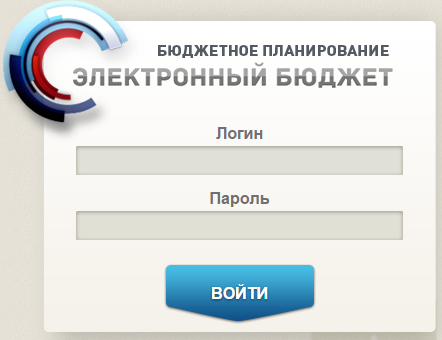 БЮДЖЕТНОЕ ПЛАНИРОВАНИЕ
ЭЛЕКТРОННЫЙ БЮДЖЕТ
Логин
Пароль
ВОЙТИ